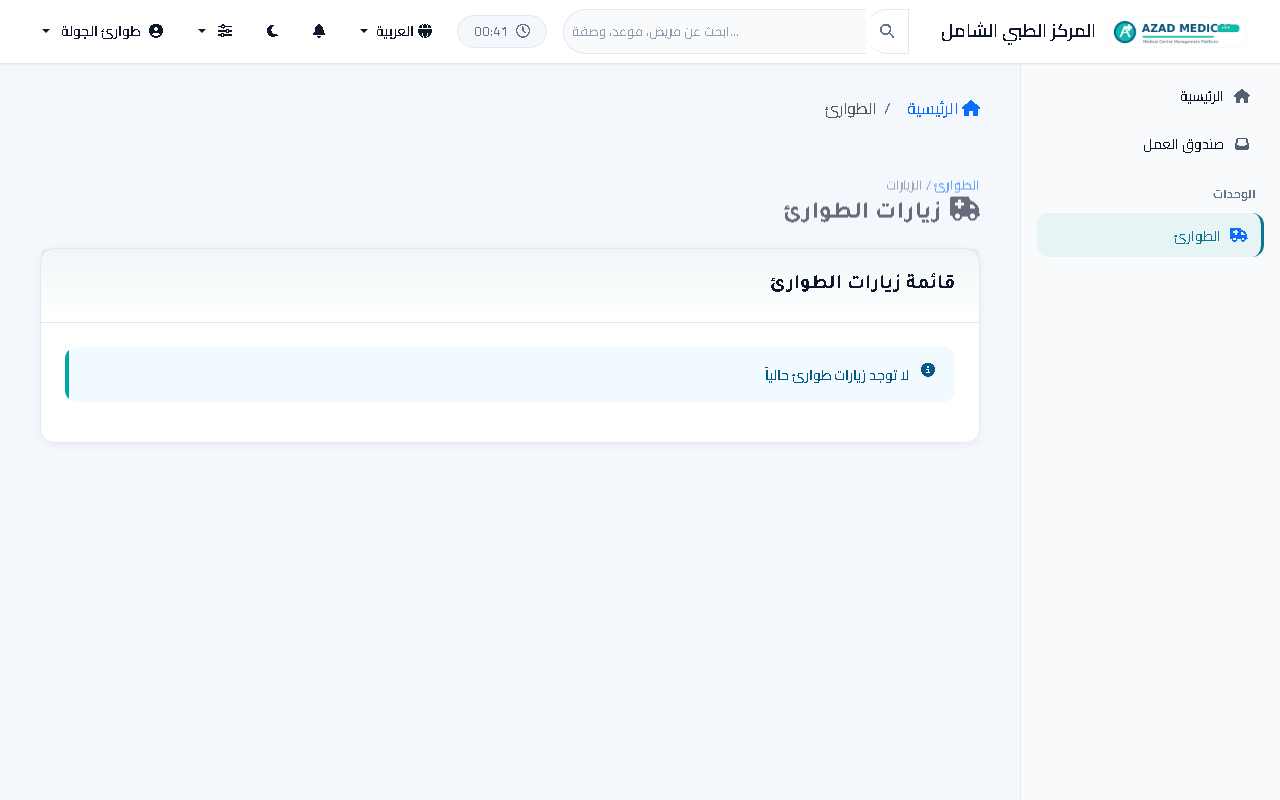 AZAD MEDIC
Medical Centre Management Platform
المركز الطبي الشامل
ابحث عن مريض، موعد، وصفة...
00:41
العربية
طوارئ الجولة
الرئيسية
صندوق العمل
الوحدات
الطوارئ
الرئيسية / الطوارئ
الطوارئ / الزيارات
زيارات الطوارئ
قائمة زيارات الطوارئ
لا توجد زيارات طوارئ حالياً